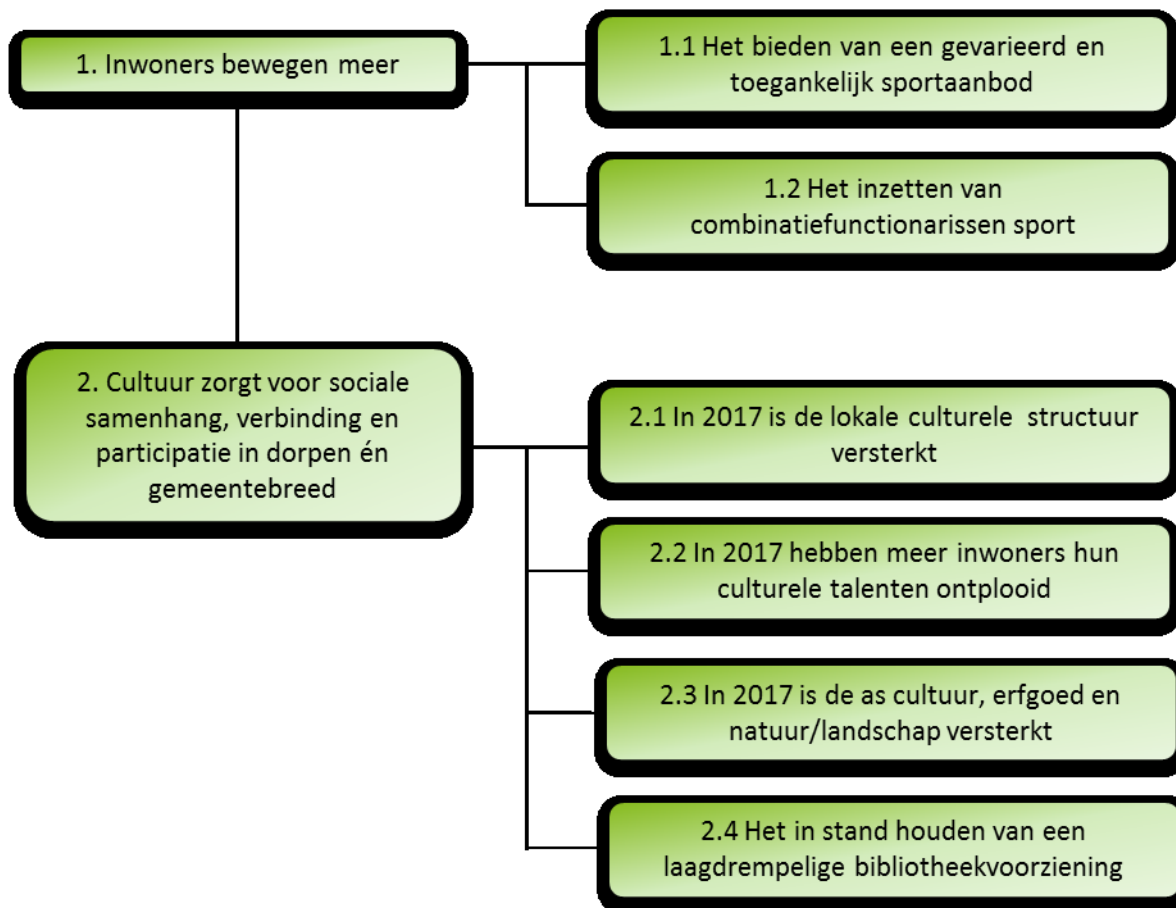 1. Inwoners bewegen meer
1.1 Het bieden van een gevarieerd en
toegankelijk sportaanbod
1.2 Het inzetten van
combinatiefunctionarissen sport
2. Cultuur zorgt voor sociale
samenhang, verbinding en
participatie in dorpen én
gemeentebreed
2.1 In 2017 is de lokale culturele structuur
versterkt
2.2 In 2017 hebben meer inwoners hun
culturele talenten ontplooid
2.3 In 2017 is de as cultuur, erfgoed en
natuur/landschap versterkt
2.4 Het in stand houden van een
laagdrempelige bibliotheekvoorziening